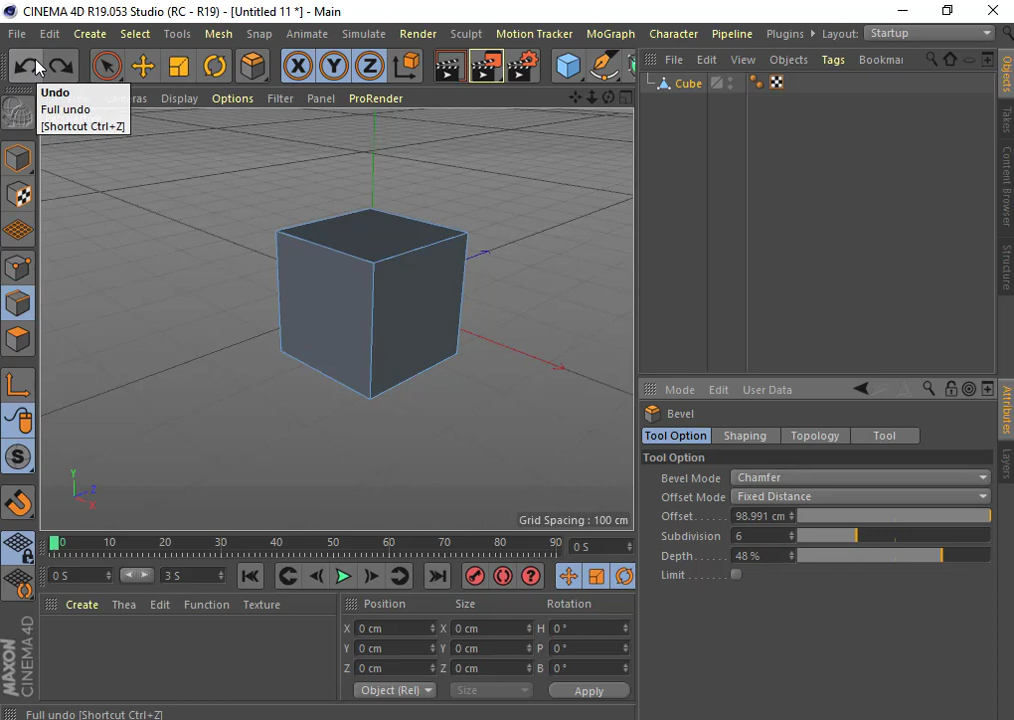 CINEMA 4D R19.053 Studio (RC - R19) - [Untitled 11 *] - Main
File Edit Create Select Tools Mesh Snap Animate Simulate Render Sculpt Motion Tracker MoGraph Character Pipeline Plugins Layout: Startup
X Y Z
File Edit View Objects Tags Bookmar
Display Options Filter Panel ProRender
Undo
Full undo
[Shortcut Ctrl+Z]
Cube
Objects
Takes
Content Browser
Structure
Y
Z
X
Grid Spacing : 100 cm
0 10 20 30 40 50 60 70 80 90 0 S
0 S 3 S
Create Thea Edit Function Texture
Position Size Rotation
X 0 cm X 0 cm H 0 °
Y 0 cm Y 0 cm P 0 °
Z 0 cm Z 0 cm B 0 °
Object (Rel) Size Apply
Mode Edit User Data
Attributes
Layers
Bevel
Tool Option Shaping Topology Tool
Tool Option
Bevel Mode Chamfer
Offset Mode Fixed Distance
Offset 98.991 cm
Subdivision 6
Depth 48 %
Limit
S
MAXON
CINEMA 4D
Full undo [Shortcut Ctrl+Z]